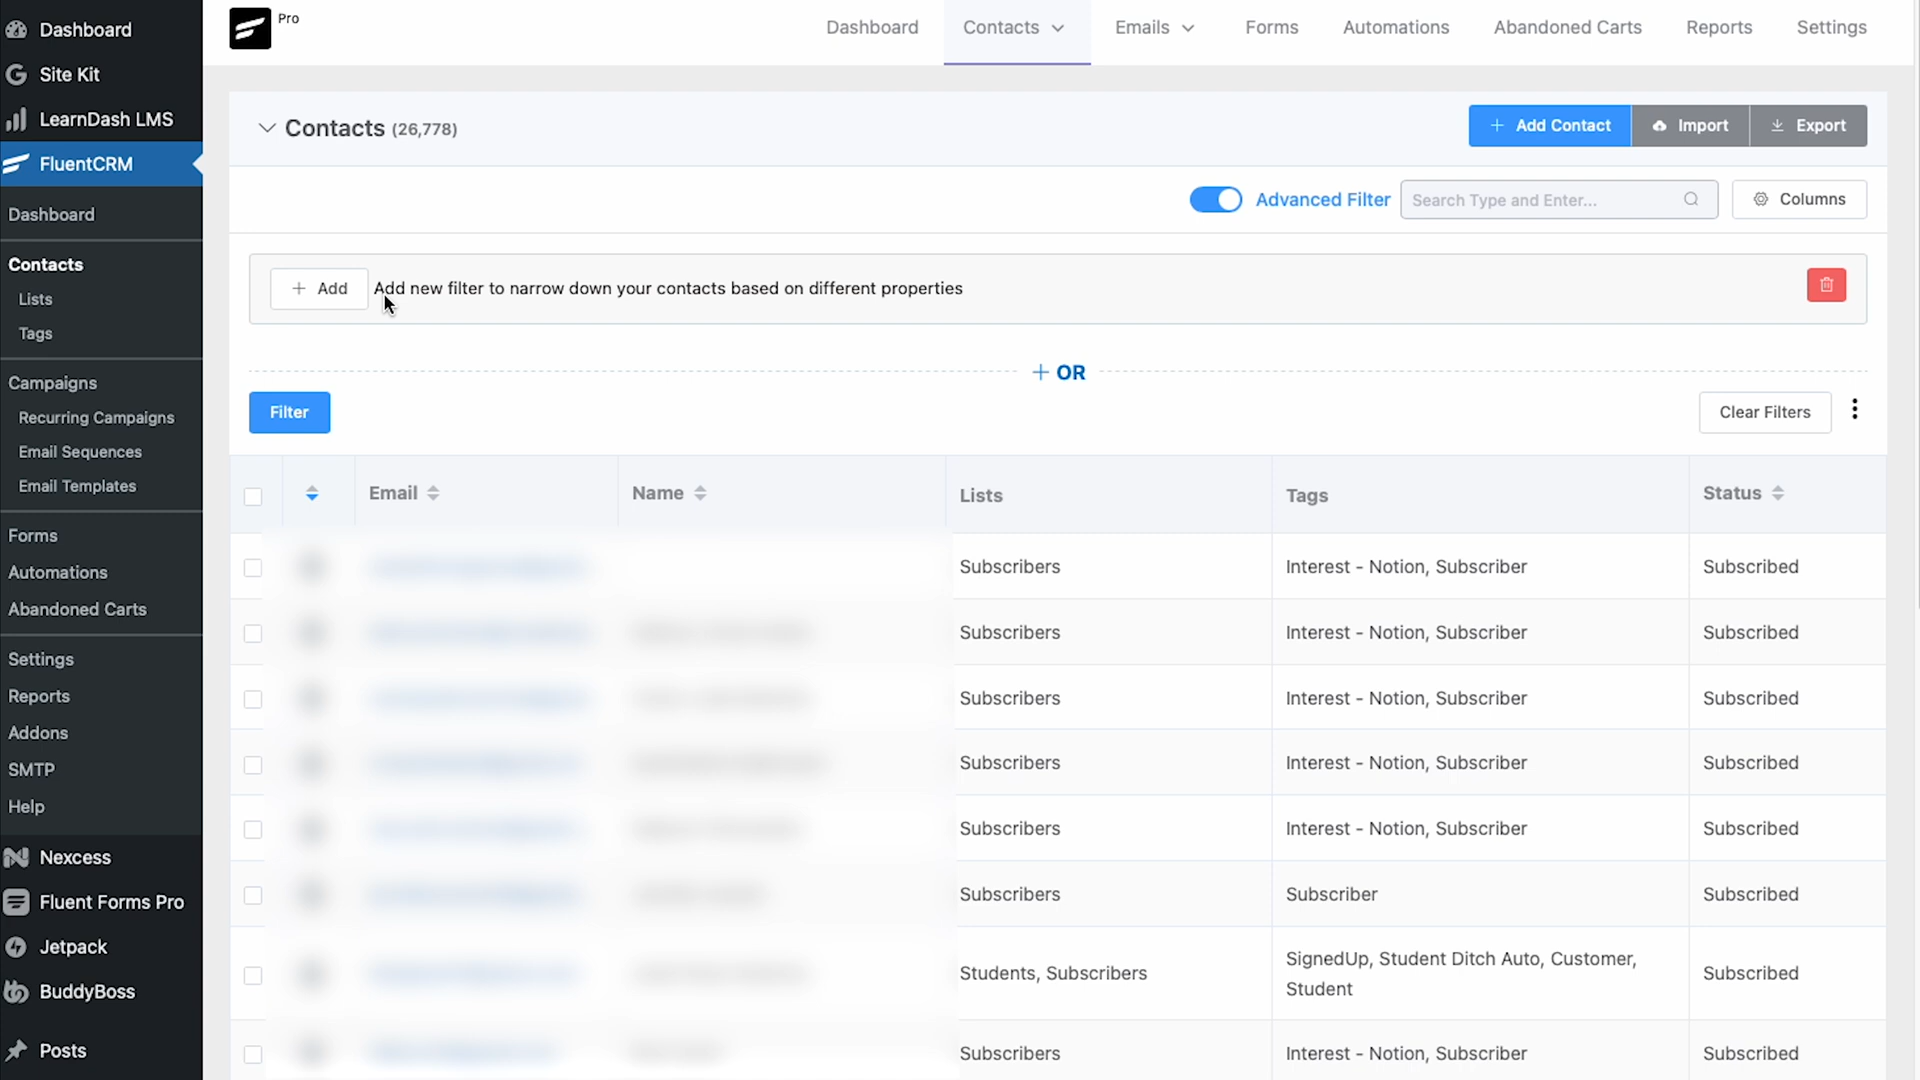 Dashboard
Site Kit
LearnDash LMS
FluentCRM
Dashboard
Contacts
Lists
Tags
Campaigns
Recurring Campaigns
Email Sequences
Email Templates
Forms
Automations
Abandoned Carts
Settings
Reports
Addons
SMTP
Help
Nexcess
Fluent Forms Pro
Jetpack
BuddyBoss
Posts
Pro
Dashboard Contacts Emails Forms Automations Abandoned Carts Reports Settings
Contacts (26,778)
+ Add Contact Import Export
Advanced Filter Search Type and Enter... Columns
+ Add Add new filter to narrow down your contacts based on different properties
+ OR
Filter Clear Filters
Email Name Lists Tags Status
Subscribers Interest - Notion, Subscriber Subscribed
Subscribers Interest - Notion, Subscriber Subscribed
Subscribers Interest - Notion, Subscriber Subscribed
Subscribers Interest - Notion, Subscriber Subscribed
Subscribers Interest - Notion, Subscriber Subscribed
Subscribers Subscriber Subscribed
Students, Subscribers SignedUp, Student Ditch Auto, Customer, Subscribed
Student
Subscribers Interest - Notion, Subscriber Subscribed